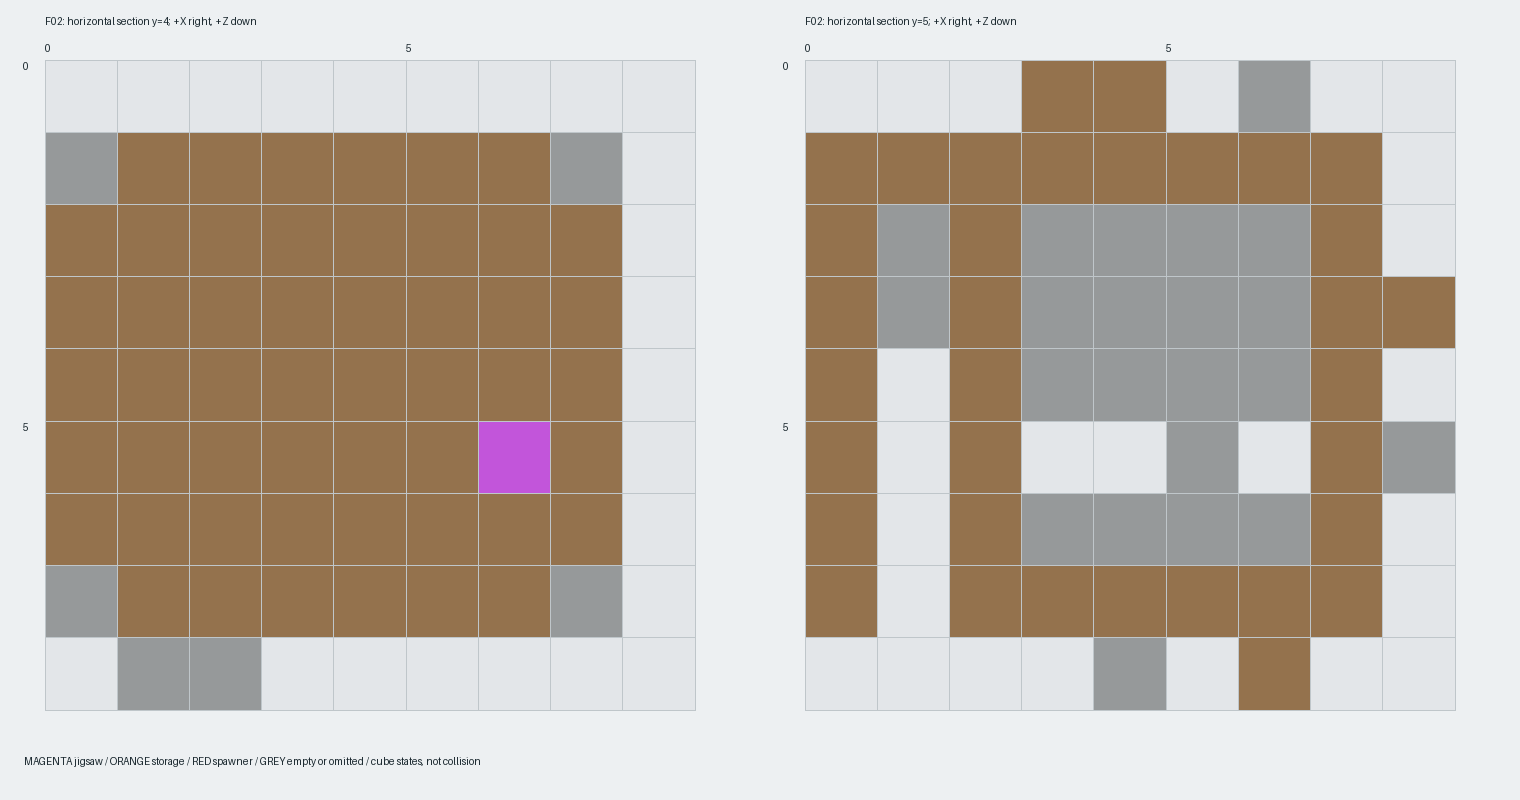 F02: horizontal section y=4; +X right, +Z down
F02: horizontal section y=5; +X right, +Z down
0 5
0 5
0
0
5
5
MAGENTA jigsaw / ORANGE storage / RED spawner / GREY empty or omitted / cube states, not collision